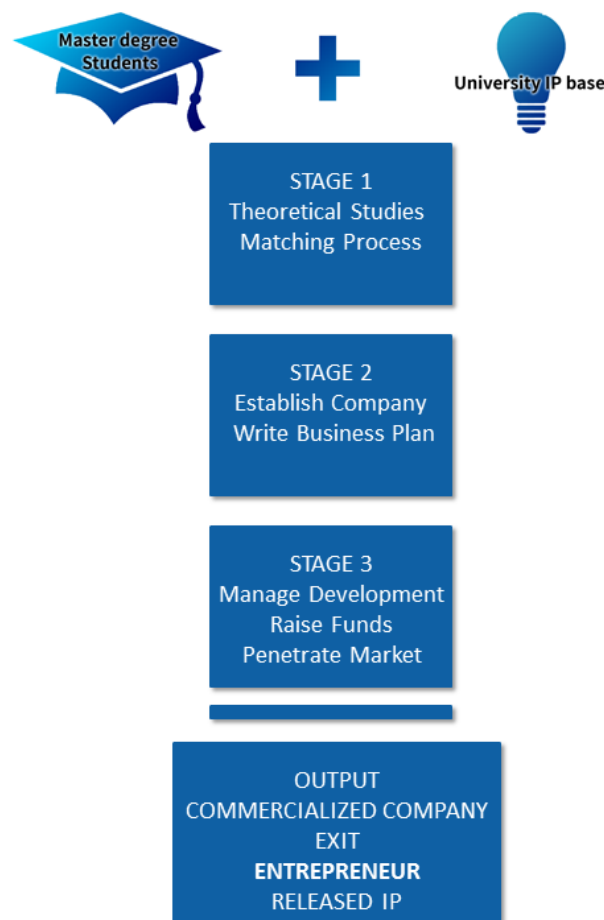 Master degree
Students
University IP base
STAGE 1
Theoretical Studies
Matching Process
STAGE 2
Establish Company
Write Business Plan
STAGE 3
Manage Development
Raise Funds
Penetrate Market
OUTPUT
COMMERCIALIZED COMPANY
EXIT
ENTREPRENEUR
RELEASED IP